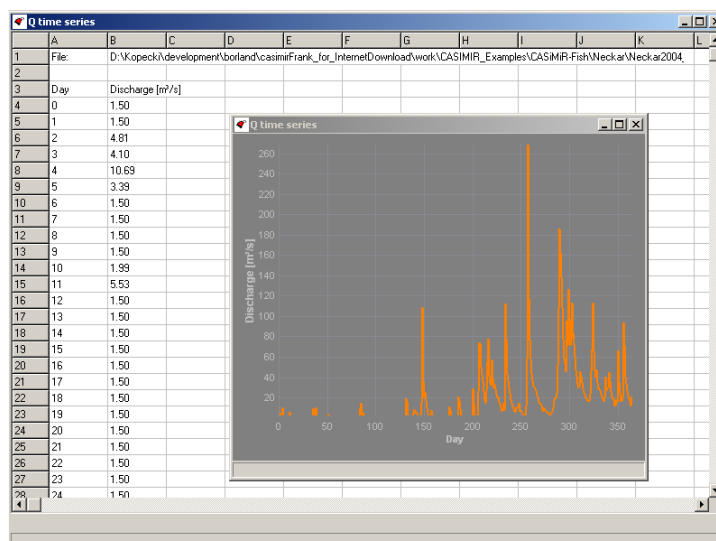 Q time series
A B C D E F G H I J K L
1 File: D:\Kopecki\development\borland\casimirFrank_for_InternetDownload\work\CASIMIR_Examples\CASiMiR-Fish\Neckar\Neckar2004_
2
3 Day Discharge [m³/s]
4 0 1.50
5 1 1.50
6 2 4.81
7 3 4.10
8 4 10.69
9 5 3.39
10 6 1.50
11 7 1.50
12 8 1.50
13 9 1.50
14 10 1.99
15 11 5.53
16 12 1.50
17 13 1.50
18 14 1.50
19 15 1.50
20 16 1.50
21 17 1.50
22 18 1.50
23 19 1.50
24 20 1.50
25 21 1.50
26 22 1.50
27 23 1.50
28 24 1.50
Q time series
Discharge [m³/s]
260
240
220
200
180
160
140
120
100
80
60
40
20
0 50 100 150 200 250 300 350
Day